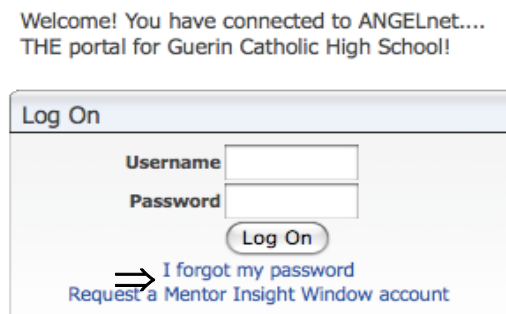 Welcome! You have connected to ANGELnet....
THE portal for Guerin Catholic High School!
Log On
Username
Password
Log On
I forgot my password
Request a Mentor Insight Window account